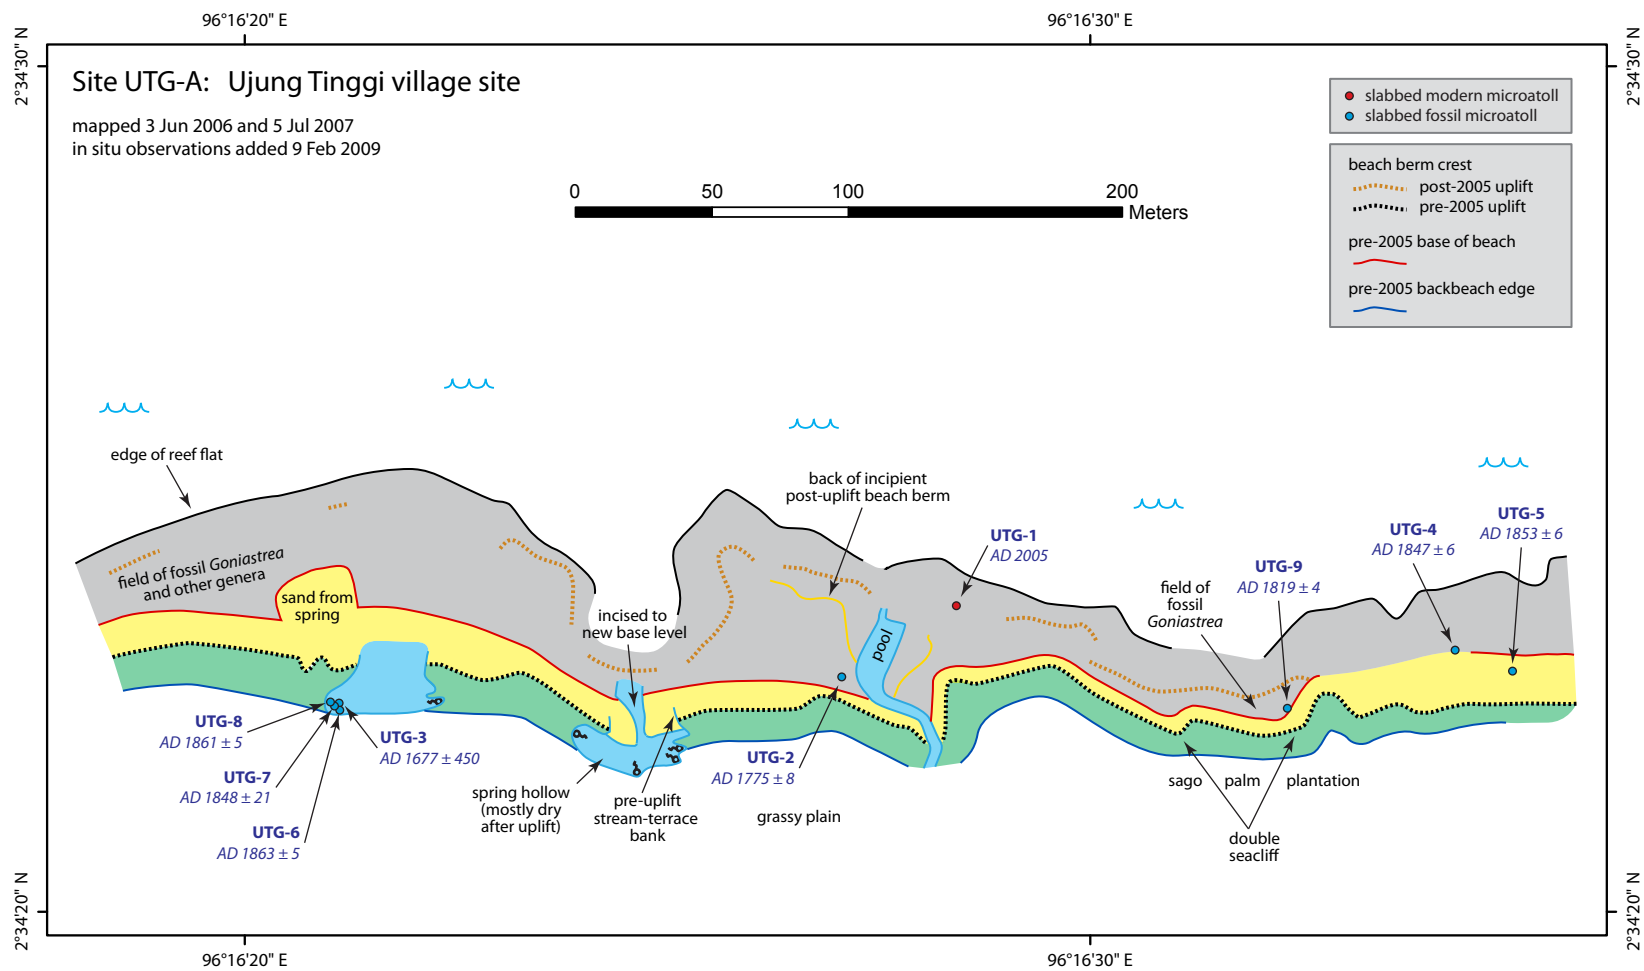 96°16'20" E
96°16'30" E
2°34'30" N
2°34'30" N
Site UTG-A: Ujung Tinggi village site
mapped 3 Jun 2006 and 5 Jul 2007
in situ observations added 9 Feb 2009
slabbed modern microatoll
slabbed fossil microatoll
beach berm crest
post-2005 uplift
pre-2005 uplift
pre-2005 base of beach
pre-2005 backbeach edge
0
50
100
200
Meters
edge of reef flat
back of incipient
post-uplift beach berm
UTG-1
AD 2005
UTG-5
AD 1853 ± 6
UTG-4
AD 1847 ± 6
UTG-9
AD 1819 ± 4
field of
fossil
Goniastrea
field of fossil Goniastrea
and other genera
sand from
spring
incised to
new base level
pool
UTG-8
AD 1861 ± 5
UTG-3
AD 1677 ± 450
UTG-7
AD 1848 ± 21
UTG-6
AD 1863 ± 5
spring hollow
(mostly dry
after uplift)
pre-uplift
stream-terrace
bank
UTG-2
AD 1775 ± 8
grassy plain
sago palm plantation
double
seacliff
2°34'20" N
2°34'20" N
96°16'20" E
96°16'30" E